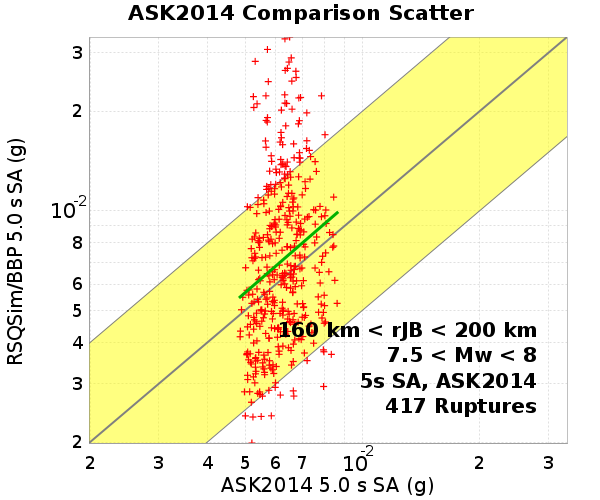 ASK2014 Comparison Scatter
RSQSim/BBP 5.0 s SA (g)
3
2
10-2
8
6
5
4
3
2
160 km < rJB < 200 km
7.5 < Mw < 8
5s SA, ASK2014
417 Ruptures
2 3 4 5 6 7 10-2 2 3
ASK2014 5.0 s SA (g)